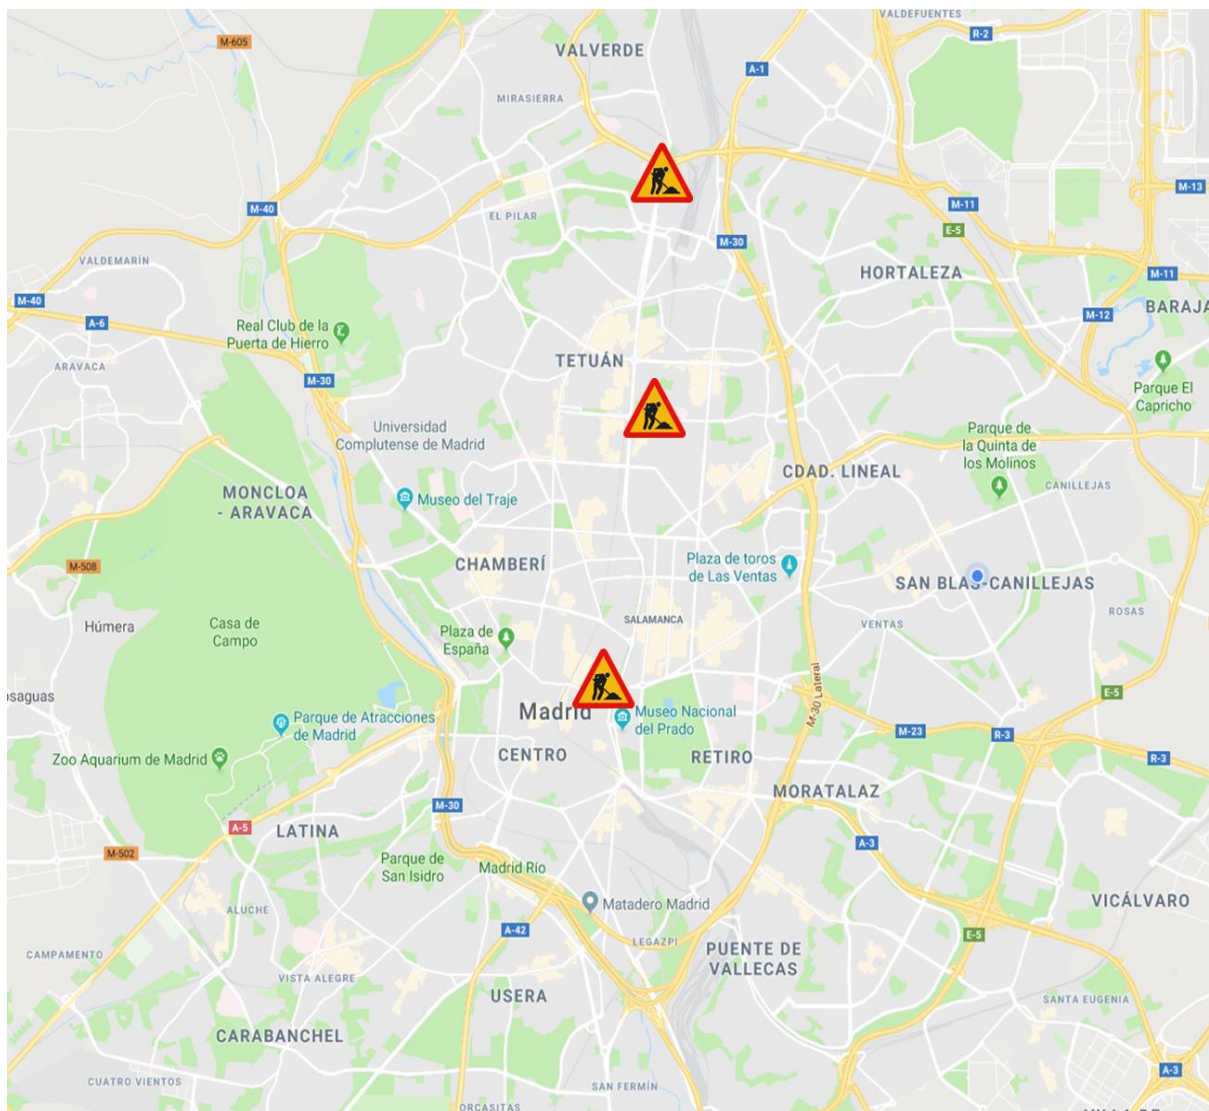 VALDEFUENTES
M-605
R-2
VALVERDE
A-1
MIRASIERRA
M-13
M-40
EL PILAR
M-11
E-5
M-30
VALDEMARÍN
HORTALEZA
M-11
M-40
BARAJA
A-6
Real Club de la
Puerta de Hierro
M-12
TETUÁN
ARAVACA
M-30
Parque El
Capricho
Universidad
Complutense de Madrid
Parque de
la Quinta de
los Molinos
CDAD. LINEAL
CANILLEJAS
MONCLOA
- ARAVACA
Museo del Traje
CHAMBERÍ
Plaza de toros
de Las Ventas
M-508
SAN BLAS-CANILLEJAS
ROSAS
Húmera
Casa de
Campo
SALAMANCA
VENTAS
Plaza de
España
osaguas
E-5
M-30 Lateral
Madrid
Museo Nacional
del Prado
Parque de Atracciones
de Madrid
M-23
R-3
Zoo Aquarium de Madrid
CENTRO
RETIRO
R-3
MORATALAZ
M-30
A-5
LATINA
A-3
M-502
Parque de
San Isidro
Madrid Río
Matadero Madrid
VICÁLVARO
ALUCHE
A-42
E-5
LEGAZPI
CAMPAMENTO
PUENTE DE
VALLECAS
VISTA ALEGRE
USERA
SANTA EUGENIA
CARABANCHEL
A-3
CUATRO VIENTOS
SAN FERMÍN
ORCASITAS